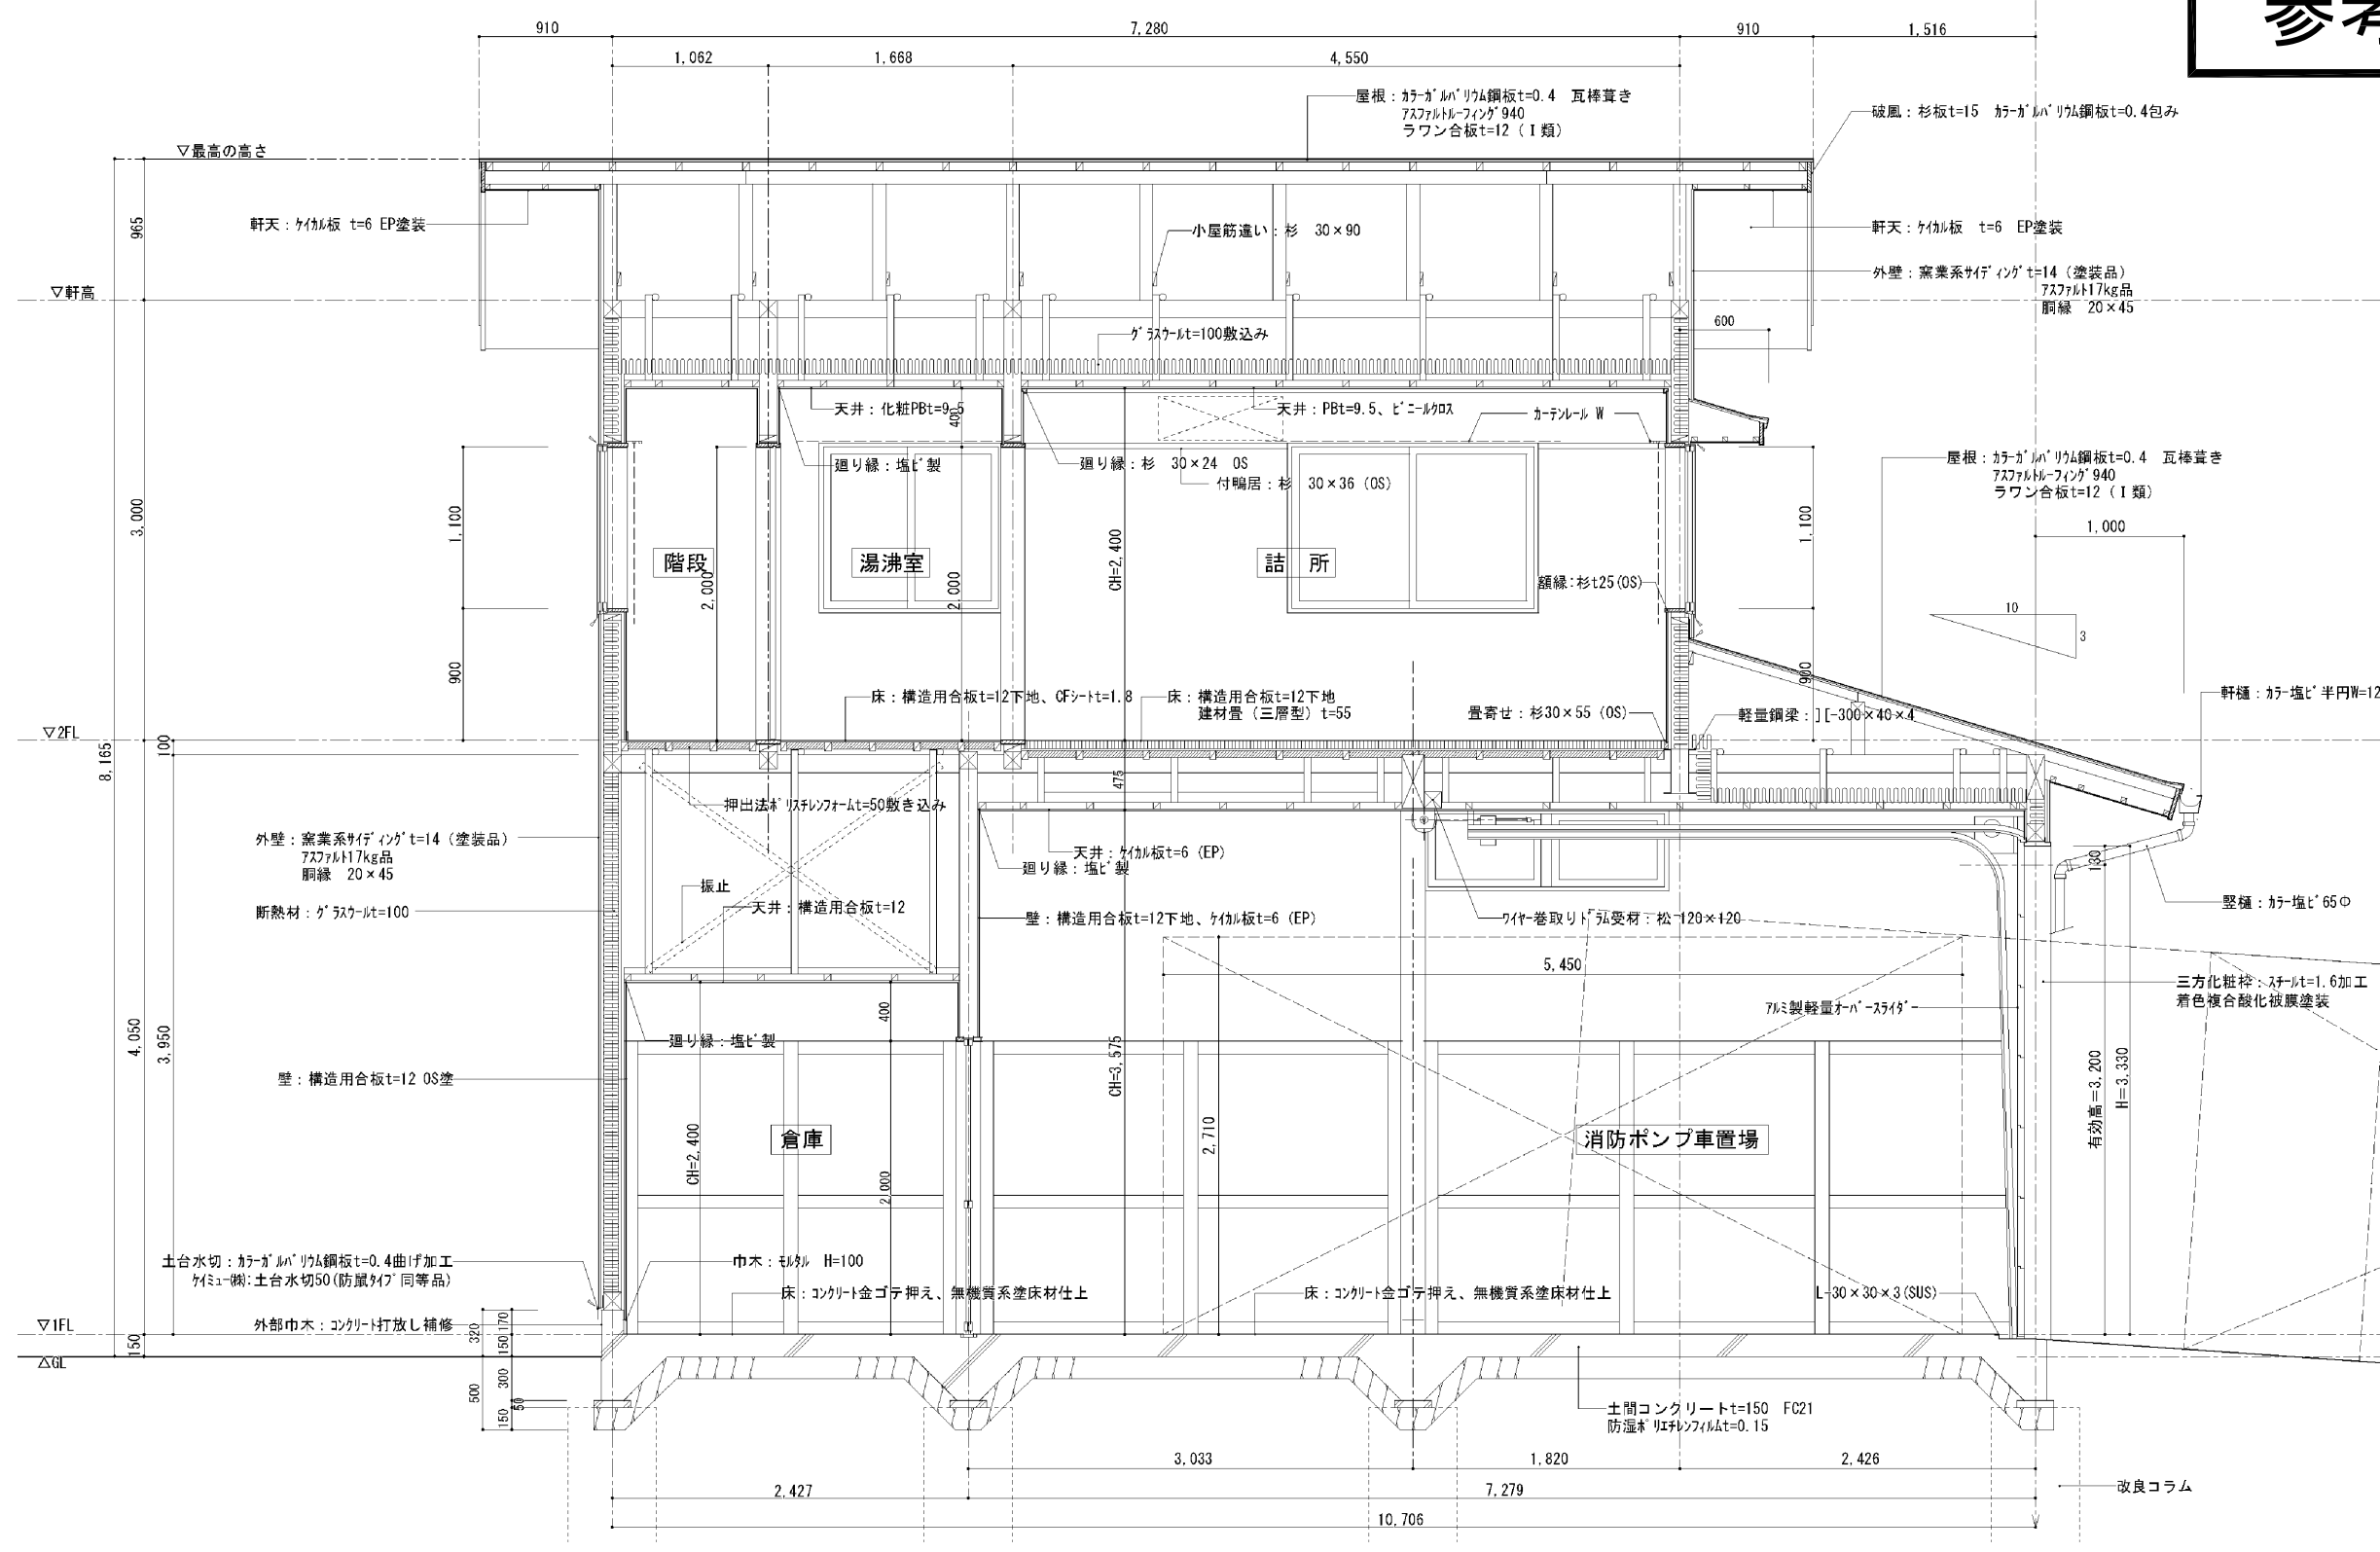 参考
910
7,280
910
1,516
1,062
1,668
4,550
屋根：ｶﾗｰｶﾞﾙﾊﾞﾘｳﾑ鋼板t=0.4　瓦棒葺き
ｱｽﾌｧﾙﾄﾙｰﾌｨﾝｸﾞ940
ラワン合板t=12（Ⅰ類）
破風：杉板t=15　ｶﾗｰｶﾞﾙﾊﾞﾘｳﾑ鋼板t=0.4包み
▽最高の高さ
965
軒天：ｹｲｶﾙ板 t=6 EP塗装
小屋筋違い：杉　30×90
軒天：ｹｲｶﾙ板　t=6　EP塗装
外壁：窯業系ｻｲﾃﾞｨﾝｸﾞt=14（塗装品）
ｱｽﾌｧﾙﾄ17kg品
胴縁　20×45
▽軒高
600
ｸﾞﾗｽｳｰﾙt=100敷込み
天井：化粧PBt=9.5
400
天井：PBt=9.5、ﾋﾞﾆｰﾙｸﾛｽ
ｶｰﾃﾝﾚｰﾙ W
廻り縁：塩ﾋﾞ製
廻り縁：杉　30×24　OS
付鴨居：杉　30×36（OS）
屋根：ｶﾗｰｶﾞﾙﾊﾞﾘｳﾑ鋼板t=0.4　瓦棒葺き
ｱｽﾌｧﾙﾄﾙｰﾌｨﾝｸﾞ940
ラワン合板t=12（Ⅰ類）
3,000
1,100
1,100
1,000
階段
湯沸室
詰　所
2,000
2,000
CH=2,400
額縁：杉t25(OS)
10
3
900
900
床：構造用合板t=12下地、CFｼｰﾄt=1.8
床：構造用合板t=12下地
建材畳（三層型）t=55
畳寄せ：杉30×55（OS）
軽量鋼梁：][-300×40×4
軒樋：ｶﾗｰ塩ﾋﾞ半円W=12
▽2FL
8,165
100
475
押出法ﾎﾟﾘｽﾁﾚﾝﾌｫｰﾑt=50敷き込み
外壁：窯業系ｻｲﾃﾞｨﾝｸﾞt=14（塗装品）
ｱｽﾌｧﾙﾄ17kg品
胴縁　20×45
天井：ｹｲｶﾙ板t=6（EP）
廻り縁：塩ﾋﾞ製
130
振止
天井：構造用合板t=12
断熱材：ｸﾞﾗｽｳｰﾙt=100
壁：構造用合板t=12下地、ｹｲｶﾙ板t=6（EP）
ﾜｲﾔｰ巻取りﾄﾞﾗﾑ受材：松 120×120
竪樋：ｶﾗｰ塩ﾋﾞ65Φ
5,450
三方化粧枠：ｽﾁｰﾙt=1.6加工
着色複合酸化被膜塗装
ｱﾙﾐ製軽量ｵｰﾊﾞｰｽﾗｲﾀﾞｰ
400
廻り縁：塩ﾋﾞ製
4,050
3,950
壁：構造用合板t=12 OS塗
CH=3,575
有効高=3,200
H=3,330
CH=2,400
倉庫
2,710
消防ポンプ車置場
2,000
土台水切：ｶﾗｰｶﾞﾙﾊﾞﾘｳﾑ鋼板t=0.4曲げ加工
ｹｲﾐｭｰ㈱：土台水切50(防鼠ﾀｲﾌﾟ同等品)
巾木：ﾓﾙﾀﾙ　H=100
床：ｺﾝｸﾘｰﾄ金ゴテ押え、無機質系塗床材仕上
床：ｺﾝｸﾘｰﾄ金ゴテ押え、無機質系塗床材仕上
L-30×30×3(SUS)
▽1FL
外部巾木：ｺﾝｸﾘｰﾄ打放し補修
320
170
150
150
△GL
500
300
50
150
土間コンクリートt=150　FC21
防湿ﾎﾟﾘｴﾁﾚﾝﾌｨﾙﾑt=0.15
3,033
1,820
2,426
2,427
7,279
改良コラム
10,706